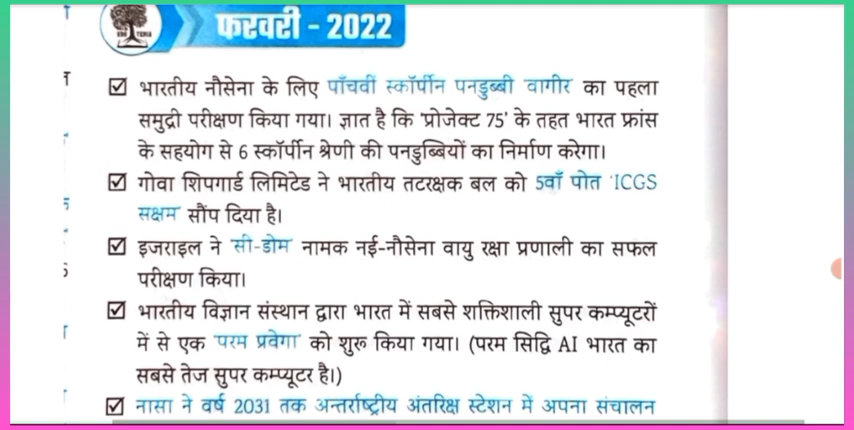 फरवरी - 2022
भारतीय नौसेना के लिए पाँचवीं स्कॉर्पीन पनडुब्बी 'वागीर' का पहला
समुद्री परीक्षण किया गया। ज्ञात है कि 'प्रोजेक्ट 75' के तहत भारत फ्रांस
के सहयोग से 6 स्कॉर्पीन श्रेणी की पनडुब्बियों का निर्माण करेगा।
गोवा शिपगार्ड लिमिटेड ने भारतीय तटरक्षक बल को 5वाँ पोत 'ICGS
सक्षम' सौंप दिया है।
इजराइल ने 'सी-डोम' नामक नई-नौसेना वायु रक्षा प्रणाली का सफल
परीक्षण किया।
भारतीय विज्ञान संस्थान द्वारा भारत में सबसे शक्तिशाली सुपर कम्प्यूटरों
में से एक 'परम प्रवेगा' को शुरू किया गया। (परम सिद्धि AI भारत का
सबसे तेज सुपर कम्प्यूटर है।)
नासा ने वर्ष 2031 तक अन्तर्राष्ट्रीय अंतरिक्ष स्टेशन में अपना संचालन